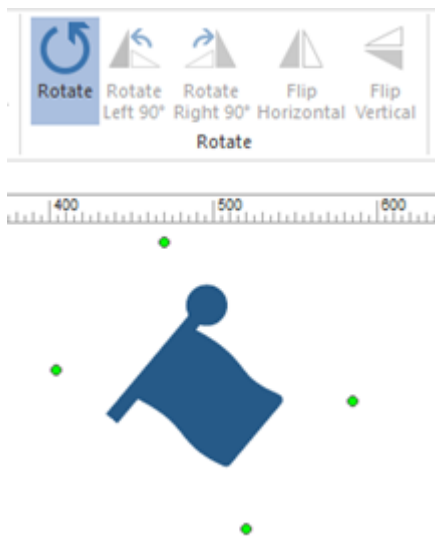 Rotate
Rotate Left 90°
Rotate Right 90°
Flip Horizontal
Flip Vertical
Rotate
400 500 600